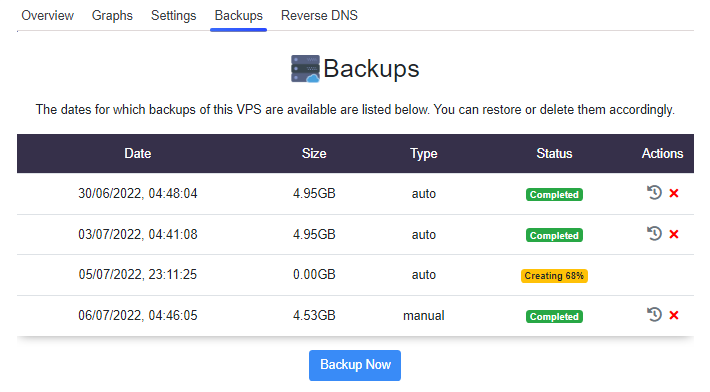 Overview Graphs Settings Backups Reverse DNS
Backups
The dates for which backups of this VPS are available are listed below. You can restore or delete them accordingly.
Date Size Type Status Actions
30/06/2022, 04:48:04 4.95GB auto Completed
03/07/2022, 04:41:08 4.95GB auto Completed
05/07/2022, 23:11:25 0.00GB auto Creating 68%
06/07/2022, 04:46:05 4.53GB manual Completed
Backup Now